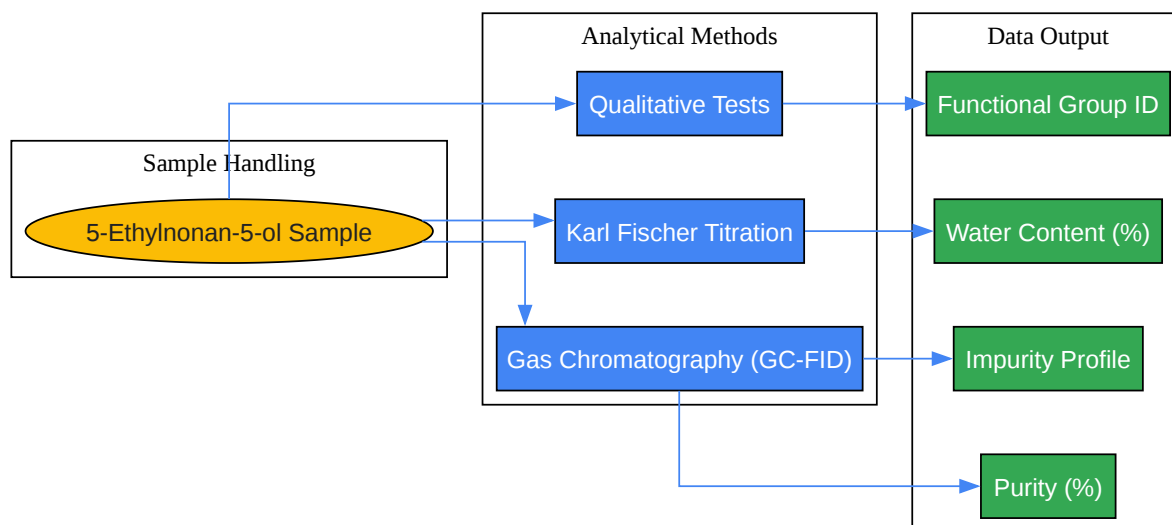 Sample Handling
5-Ethylnonan-5-ol Sample
Analytical Methods
Qualitative Tests
Karl Fischer Titration
Gas Chromatography (GC-FID)
Data Output
Functional Group ID
Water Content (%)
Impurity Profile
Purity (%)